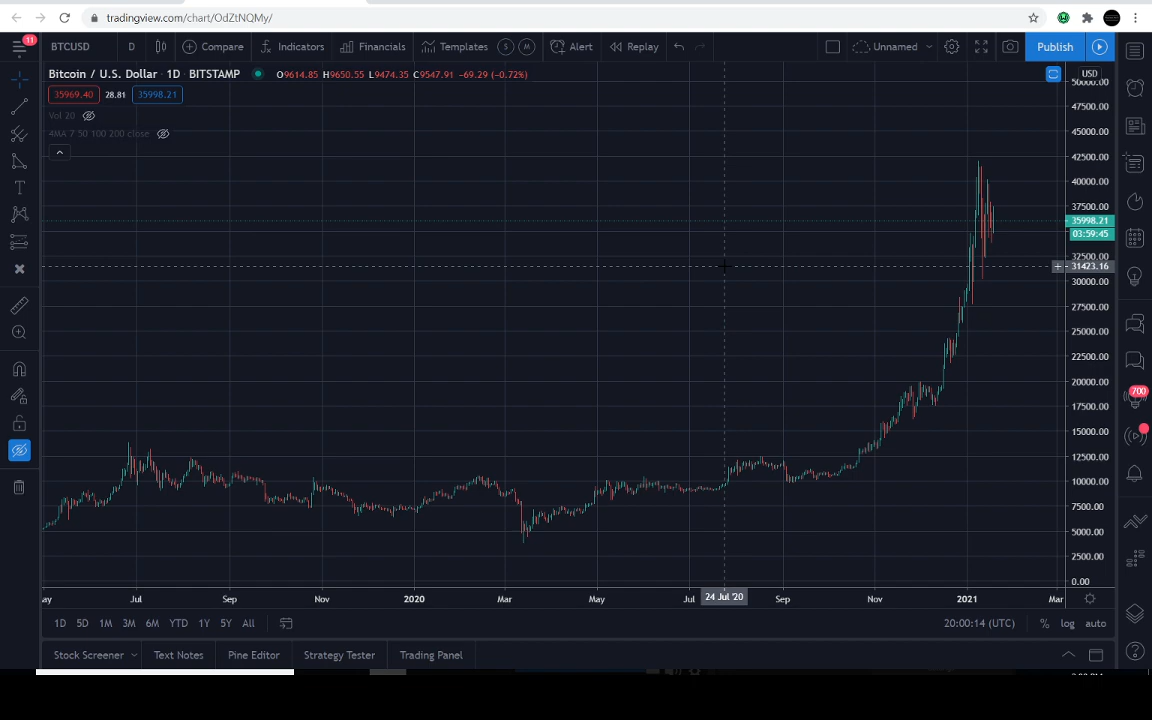 tradingview.com/chart/OdZtNQMy/
11
BTCUSD D Compare Indicators Financials Templates S M Alert Replay Unnamed Publish
Bitcoin / U.S. Dollar · 1D · BITSTAMP O9614.85 H9650.55 L9474.35 C9547.91 -69.29 (-0.72%)
USD
35969.40 28.81 35998.21
Vol 20
4MA 7 50 100 200 close
50000.00
47500.00
45000.00
42500.00
40000.00
37500.00
35998.21
03:59:45
32500.00
31423.16
30000.00
27500.00
25000.00
22500.00
20000.00
17500.00
15000.00
12500.00
10000.00
7500.00
5000.00
2500.00
0.00
700
T
ay Jul Sep Nov 2020 Mar May Jul 24 Jul '20 Sep Nov 2021 Mar
1D 5D 1M 3M 6M YTD 1Y 5Y All 20:00:14 (UTC) % log auto
Stock Screener Text Notes Pine Editor Strategy Tester Trading Panel